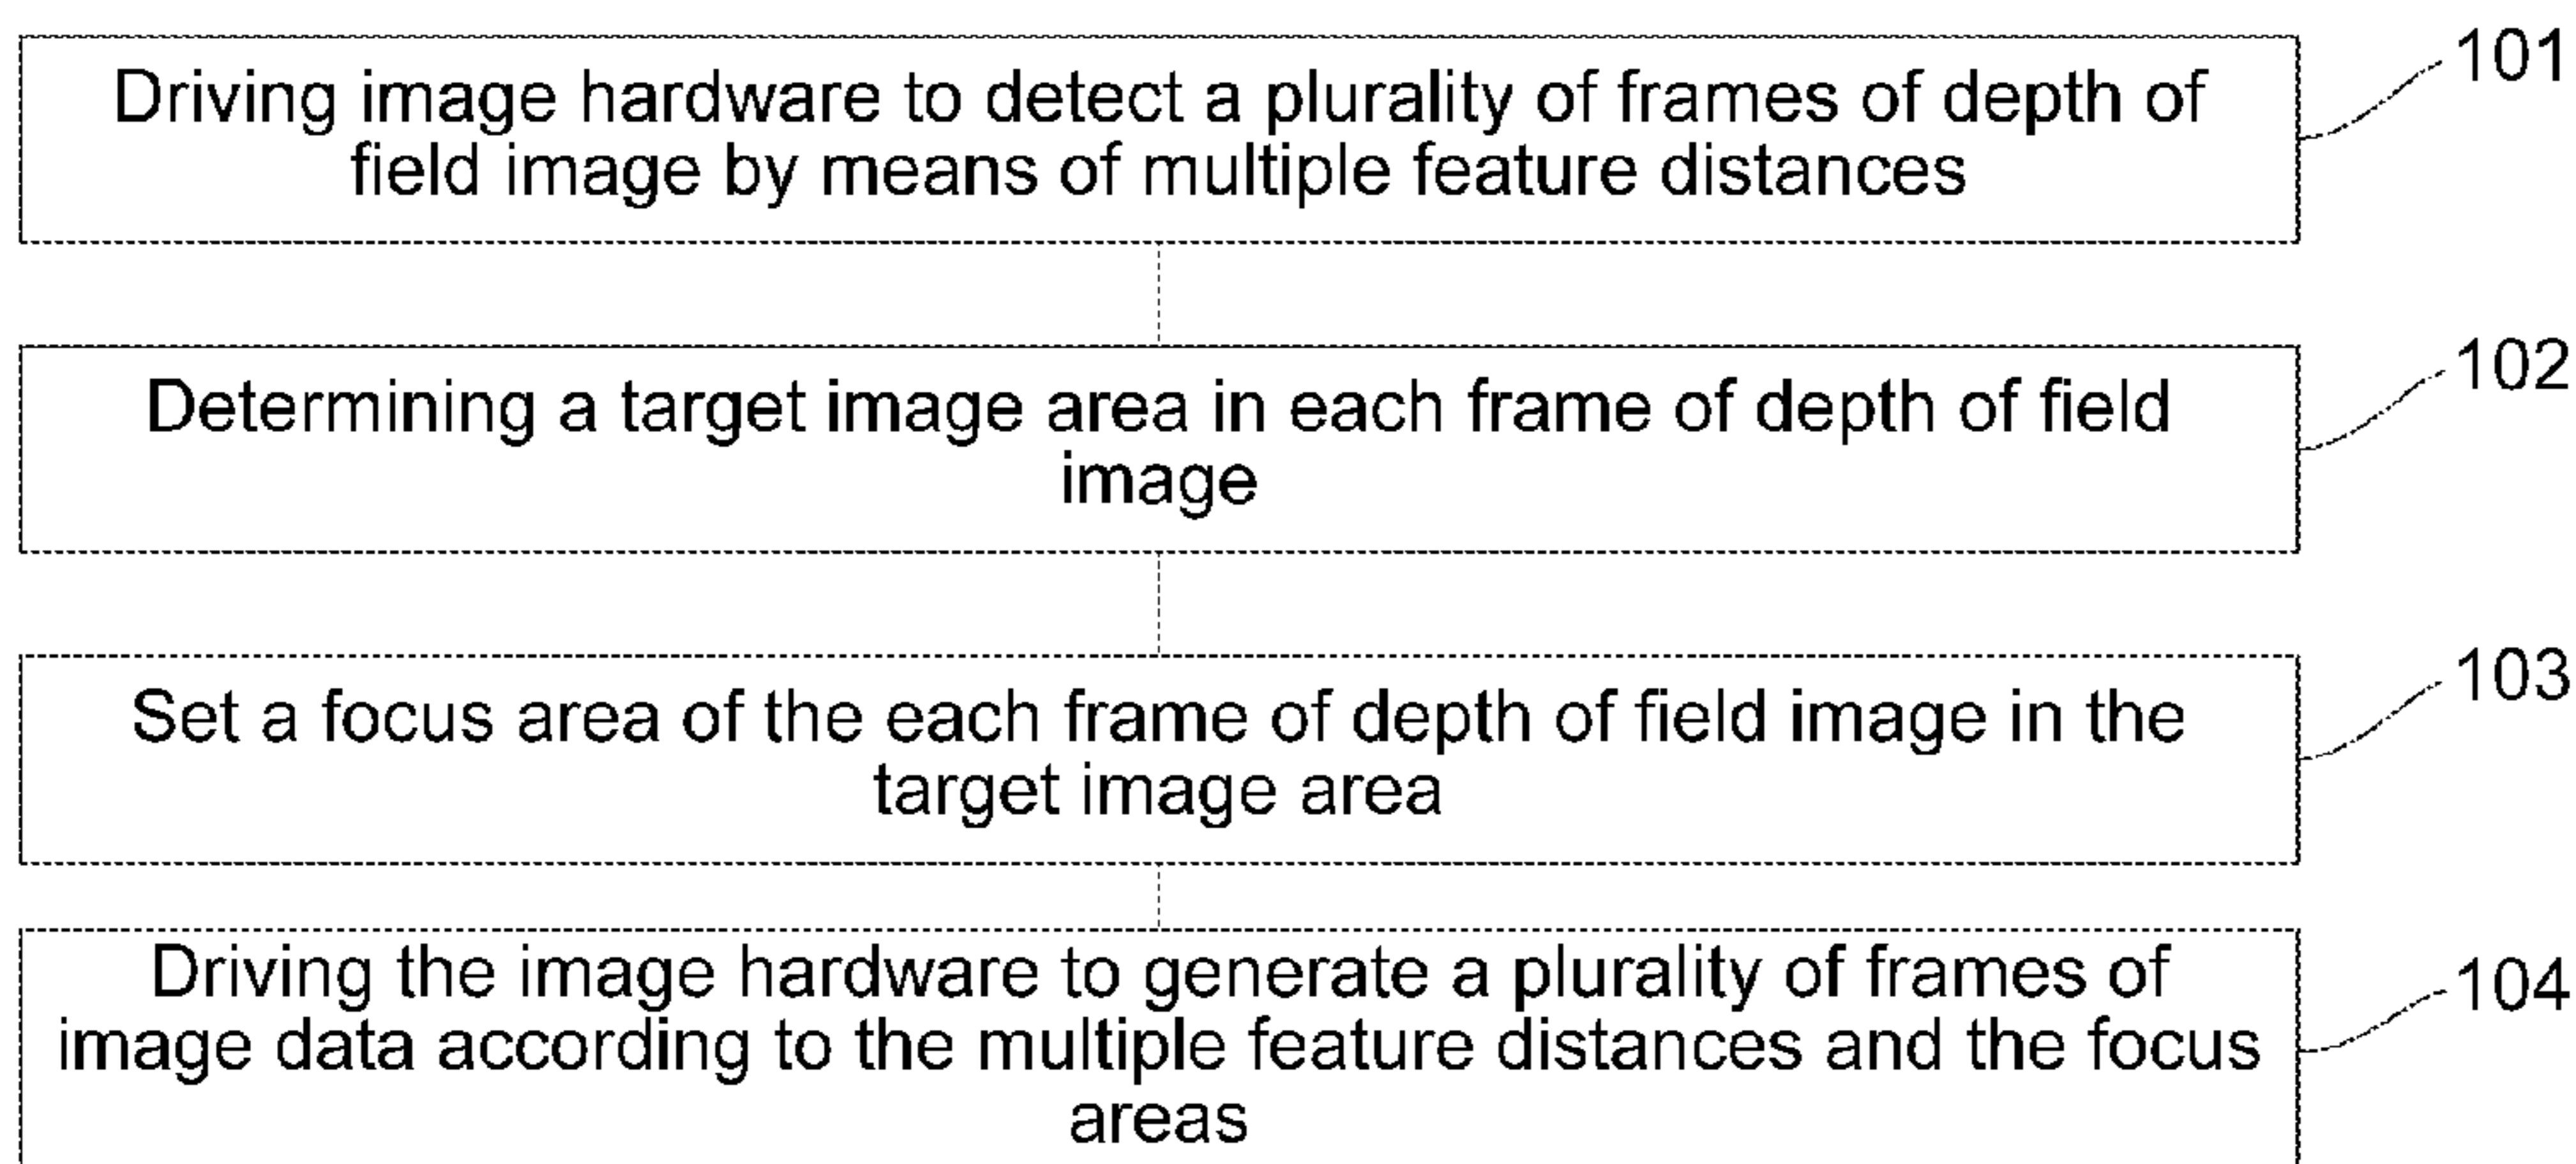 Driving image hardware to detect a plurality of frames of depth of
field image by means of multiple feature distances
101
Determining a target image area in each frame of depth of field
image
102
Set a focus area of the each frame of depth of field image in the
target image area
103
Driving the image hardware to generate a plurality of frames of
image data according to the multiple feature distances and the focus
areas
104